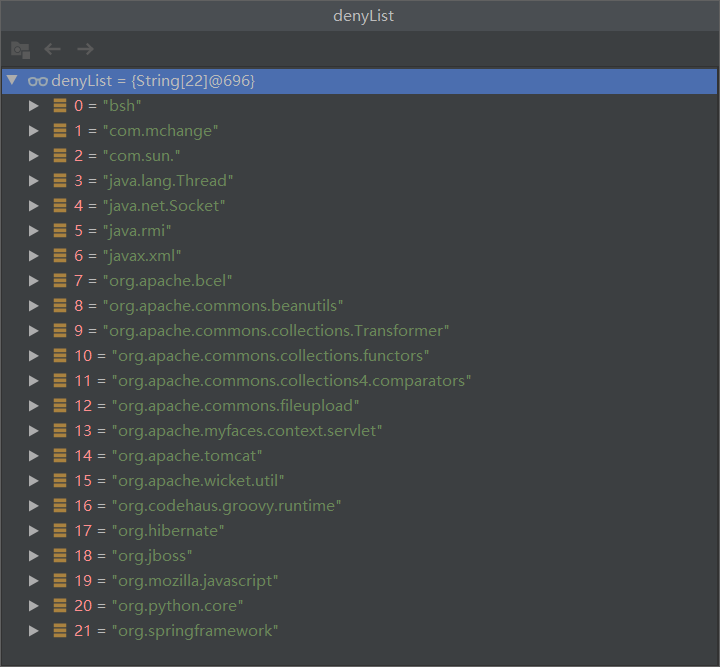 denyList
denyList = {String[22]@696}
0 = "bsh"
1 = "com.mchange"
2 = "com.sun."
3 = "java.lang.Thread"
4 = "java.net.Socket"
5 = "java.rmi"
6 = "javax.xml"
7 = "org.apache.bcel"
8 = "org.apache.commons.beanutils"
9 = "org.apache.commons.collections.Transformer"
10 = "org.apache.commons.collections.functors"
11 = "org.apache.commons.collections4.comparators"
12 = "org.apache.commons.fileupload"
13 = "org.apache.myfaces.context.servlet"
14 = "org.apache.tomcat"
15 = "org.apache.wicket.util"
16 = "org.codehaus.groovy.runtime"
17 = "org.hibernate"
18 = "org.jboss"
19 = "org.mozilla.javascript"
20 = "org.python.core"
21 = "org.springframework"